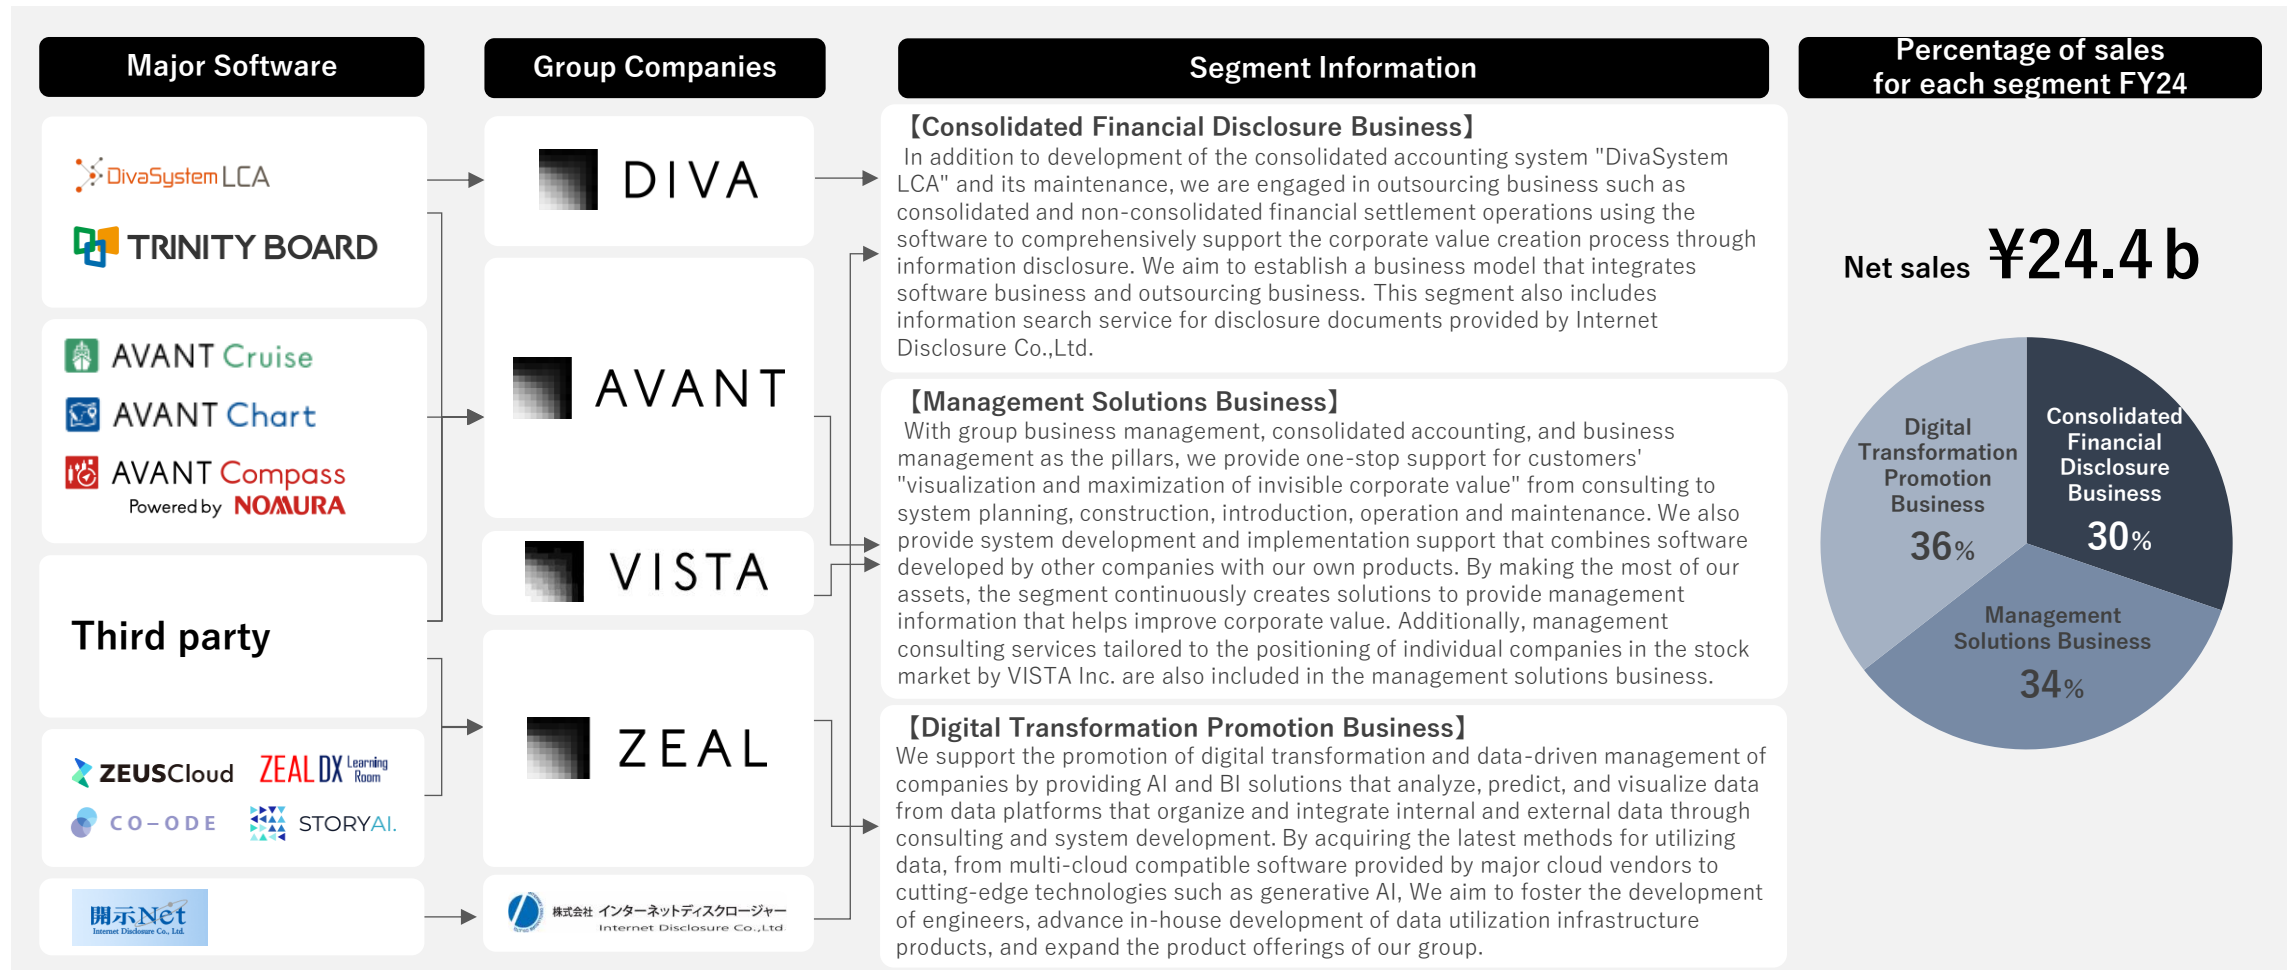 Major Software
Group Companies
Segment Information
Percentage of sales
for each segment FY24
DivaSystem LCA
TRINITY BOARD
AVANT Cruise
AVANT Chart
AVANT Compass
Powered by NOMURA
Third party
ZEUSCloud
ZEAL DX Learning Room
CO-ODE
STORYAI.
開示Net
Internet Disclosure Co., Ltd.
DIVA
AVANT
VISTA
ZEAL
株式会社 インターネットディスクロージャー
Internet Disclosure Co.,Ltd.
【Consolidated Financial Disclosure Business】
In addition to development of the consolidated accounting system "DivaSystem
LCA" and its maintenance, we are engaged in outsourcing business such as
consolidated and non-consolidated financial settlement operations using the
software to comprehensively support the corporate value creation process through
information disclosure. We aim to establish a business model that integrates
software business and outsourcing business. This segment also includes
information search service for disclosure documents provided by Internet
Disclosure Co.,Ltd.
【Management Solutions Business】
With group business management, consolidated accounting, and business
management as the pillars, we provide one-stop support for customers'
"visualization and maximization of invisible corporate value" from consulting to
system planning, construction, introduction, operation and maintenance. We also
provide system development and implementation support that combines software
developed by other companies with our own products. By making the most of our
assets, the segment continuously creates solutions to provide management
information that helps improve corporate value. Additionally, management
consulting services tailored to the positioning of individual companies in the stock
market by VISTA Inc. are also included in the management solutions business.
【Digital Transformation Promotion Business】
We support the promotion of digital transformation and data-driven management of
companies by providing AI and BI solutions that analyze, predict, and visualize data
from data platforms that organize and integrate internal and external data through
consulting and system development. By acquiring the latest methods for utilizing
data, from multi-cloud compatible software provided by major cloud vendors to
cutting-edge technologies such as generative AI, We aim to foster the development
of engineers, advance in-house development of data utilization infrastructure
products, and expand the product offerings of our group.
Net sales ¥24.4 b
Digital
Transformation
Promotion
Business
36%
Consolidated
Financial
Disclosure
Business
30%
Management
Solutions Business
34%